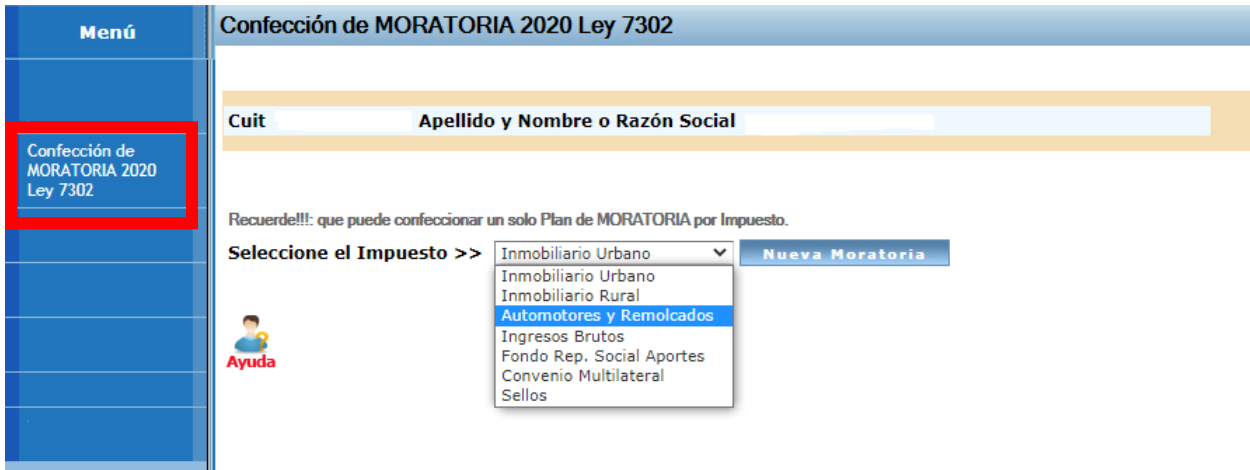 Menú
Confección de
MORATORIA 2020
Ley 7302
Confección de MORATORIA 2020 Ley 7302
Cuit Apellido y Nombre o Razón Social
Recuerde!!!: que puede confeccionar un solo Plan de MORATORIA por Impuesto.
Seleccione el Impuesto >> Inmobiliario Urbano Nueva Moratoria
Inmobiliario Urbano
Inmobiliario Rural
Automotores y Remolcados
Ingresos Brutos
Fondo Rep. Social Aportes
Convenio Multilateral
Sellos
Ayuda